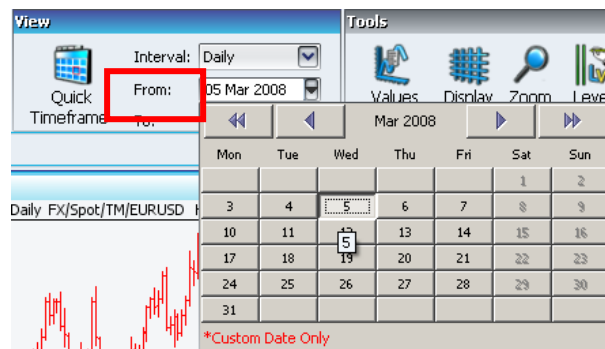 View
Tools
Interval: Daily
From: 05 Mar 2008
Quick
Timeframe
To:
Values
Display
Zoom
Mar 2008
Mon Tue Wed Thu Fri Sat Sun
1 2
3 4 5 6 7 8 9
10 11 12 13 14 15 16
5
17 18 19 20 21 22 23
24 25 26 27 28 29 30
31
*Custom Date Only
Daily FX/Spot/TM/EURUSD